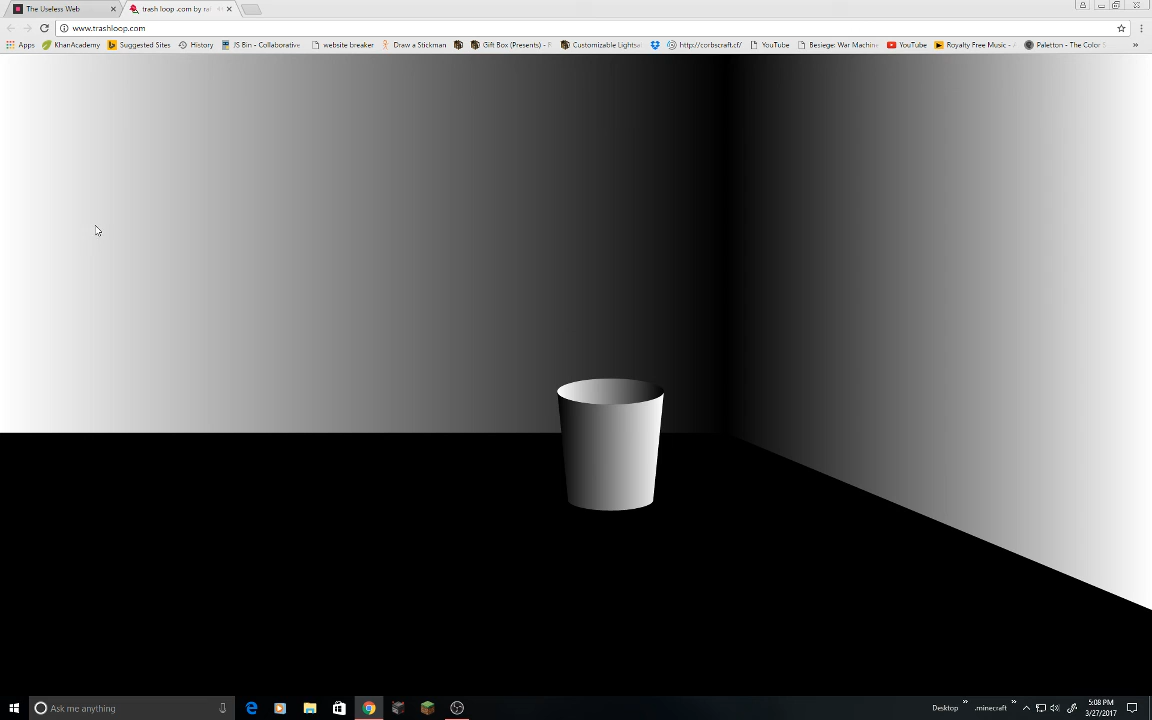 The Useless Web
trash loop .com by ra
www.trashloop.com
Apps KhanAcademy Suggested Sites History JS Bin - Collaborative website breaker Draw a Stickman Gift Box (Presents) - F Customizable Lightsa http://corbscraft.cf/ YouTube Besiege: War Machin YouTube Royalty Free Music - Paletton - The Color S »
Ask me anything
Desktop » .minecraft » 5:08 PM
3/27/2017